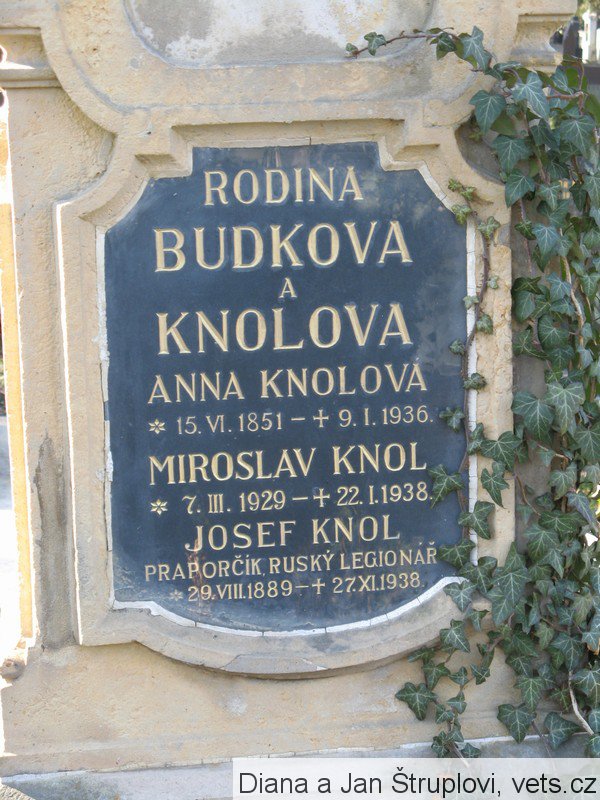 RODINA
BUDKOVA
A
KNOLOVA
ANNA KNOLOVA
* 15. VI. 1851 – + 9. I. 1936.
MIROSLAV KNOL
* 7. III. 1929 – + 22. I. 1938.
JOSEF KNOL
PRAPORČÍK RUSKÝ LEGIONÁŘ
* 29. VIII. 1889 – + 27. XI. 1938.
Diana a Jan Štruplovi, vets.cz